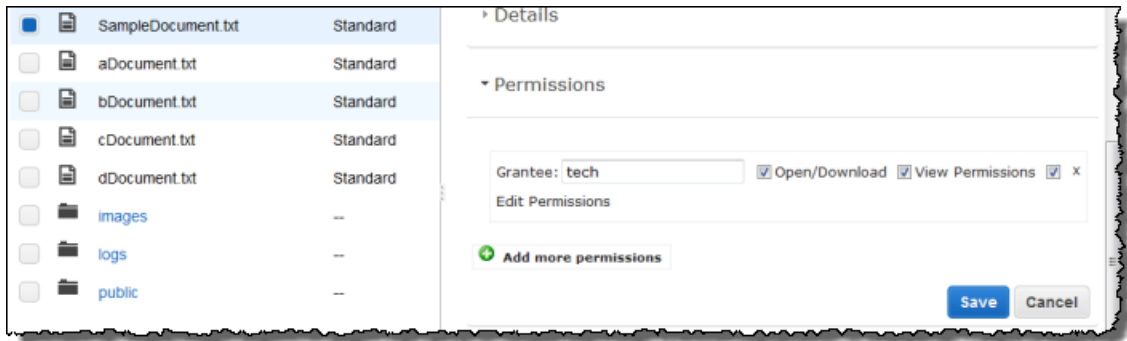 SampleDocument.txt Standard
aDocument.txt Standard
bDocument.txt Standard
cDocument.txt Standard
dDocument.txt Standard
images --
logs --
public --
Details
Permissions
Grantee: tech Open/Download View Permissions x
Edit Permissions
Add more permissions
Save Cancel